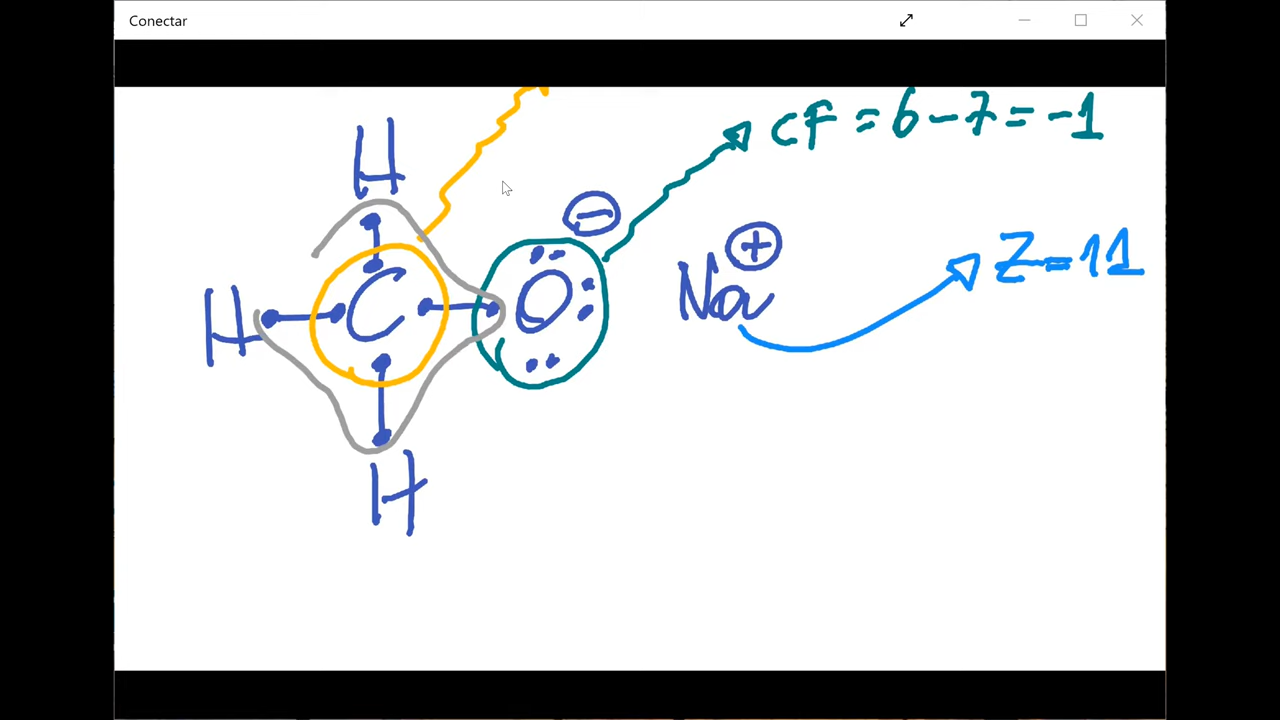 Conectar
CF = 6 - 7 = -1
H
−
+
Z = 11
H C O Na
H